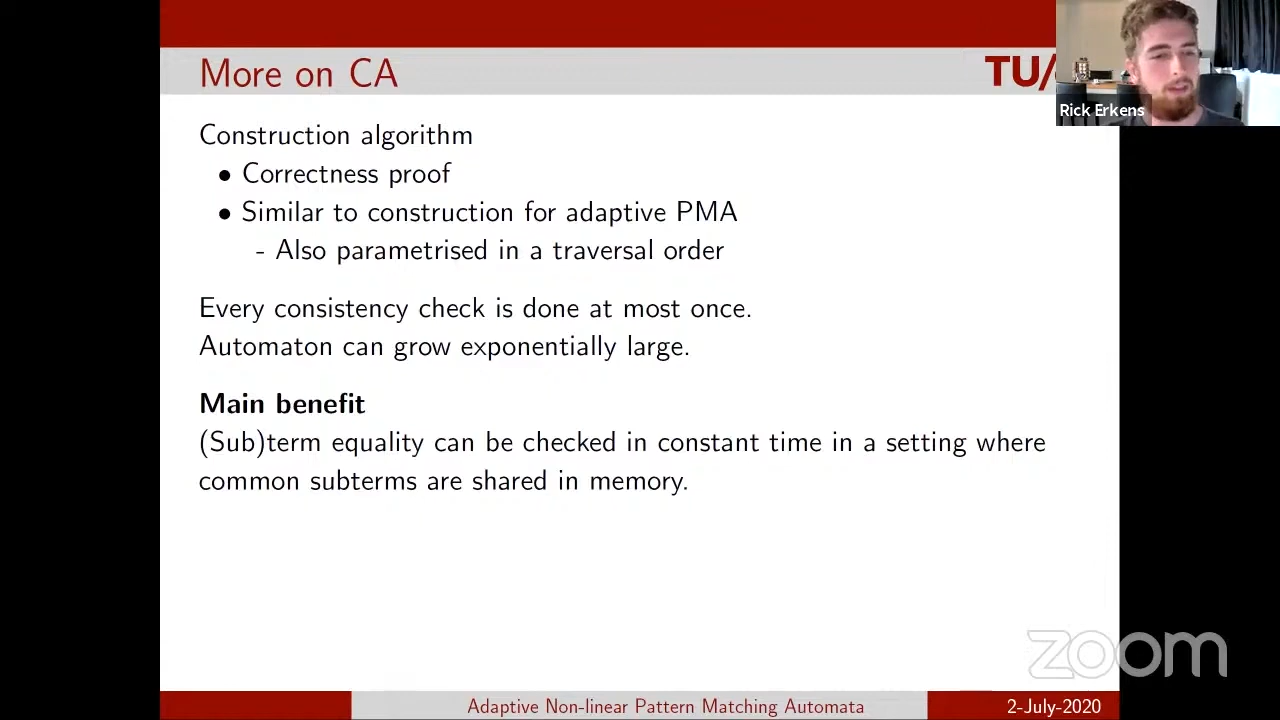 More on CA
TU/
Rick Erkens
Construction algorithm
• Correctness proof
• Similar to construction for adaptive PMA
- Also parametrised in a traversal order
Every consistency check is done at most once.
Automaton can grow exponentially large.
Main benefit
(Sub)term equality can be checked in constant time in a setting where
common subterms are shared in memory.
zoom
Adaptive Non-linear Pattern Matching Automata
2-July-2020